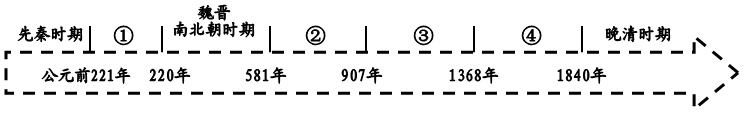 先秦时期 ① 魏晋 南北朝时期 ② ③ ④ 晚清时期
公元前221年 220年 581年 907年 1368年 1840年